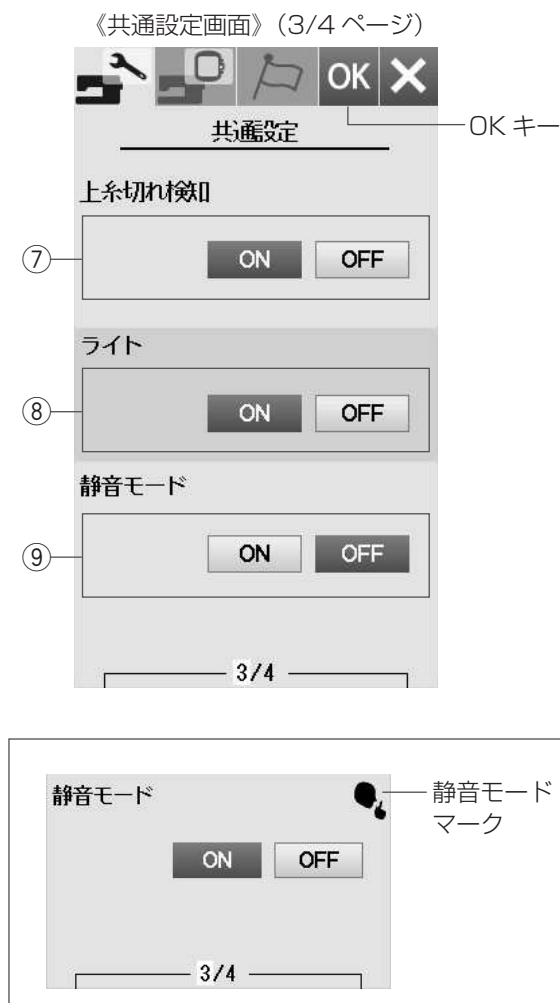 《共通設定画面》(3/4 ページ)
OK
OK キー
共通設定
上糸切れ検知
⑦ ON OFF
ライト
⑧ ON OFF
静音モード
⑨ ON OFF
3/4
静音モード
静音モード
マーク
ON OFF
3/4